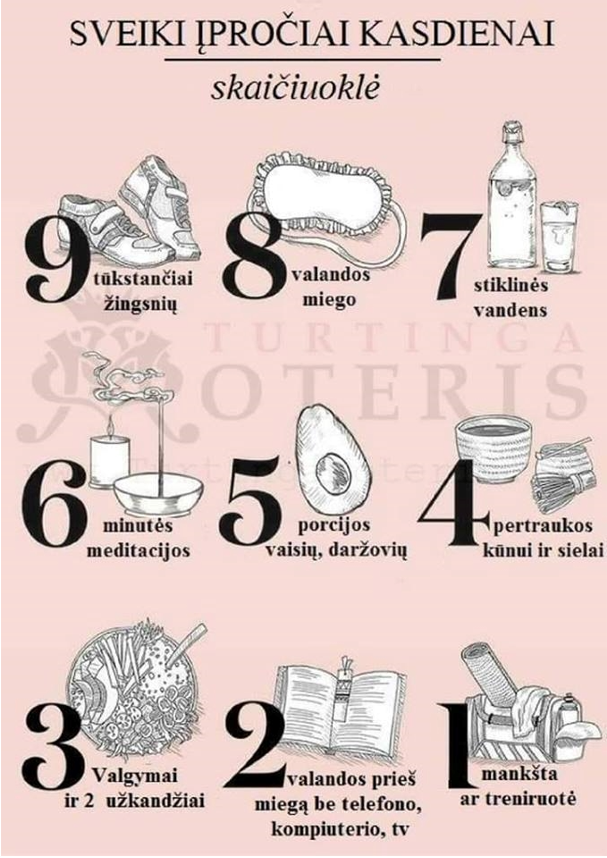 SVEIKI ĮPROČIAI KASDIENAI
skaičiuoklė
9 tūkstančiai
žingsnių
8 valandos
miego
7 stiklinės
vandens
TURTINGA
MOTERIS
6 minutės
meditacijos
5 porcijos
vaisių, daržovių
4 pertraukos
kūnui ir sielai
3 Valgymai
ir 2 užkandžiai
2 valandos prieš
miegą be telefono,
kompiuterio, tv
1 mankšta
ar treniruotė